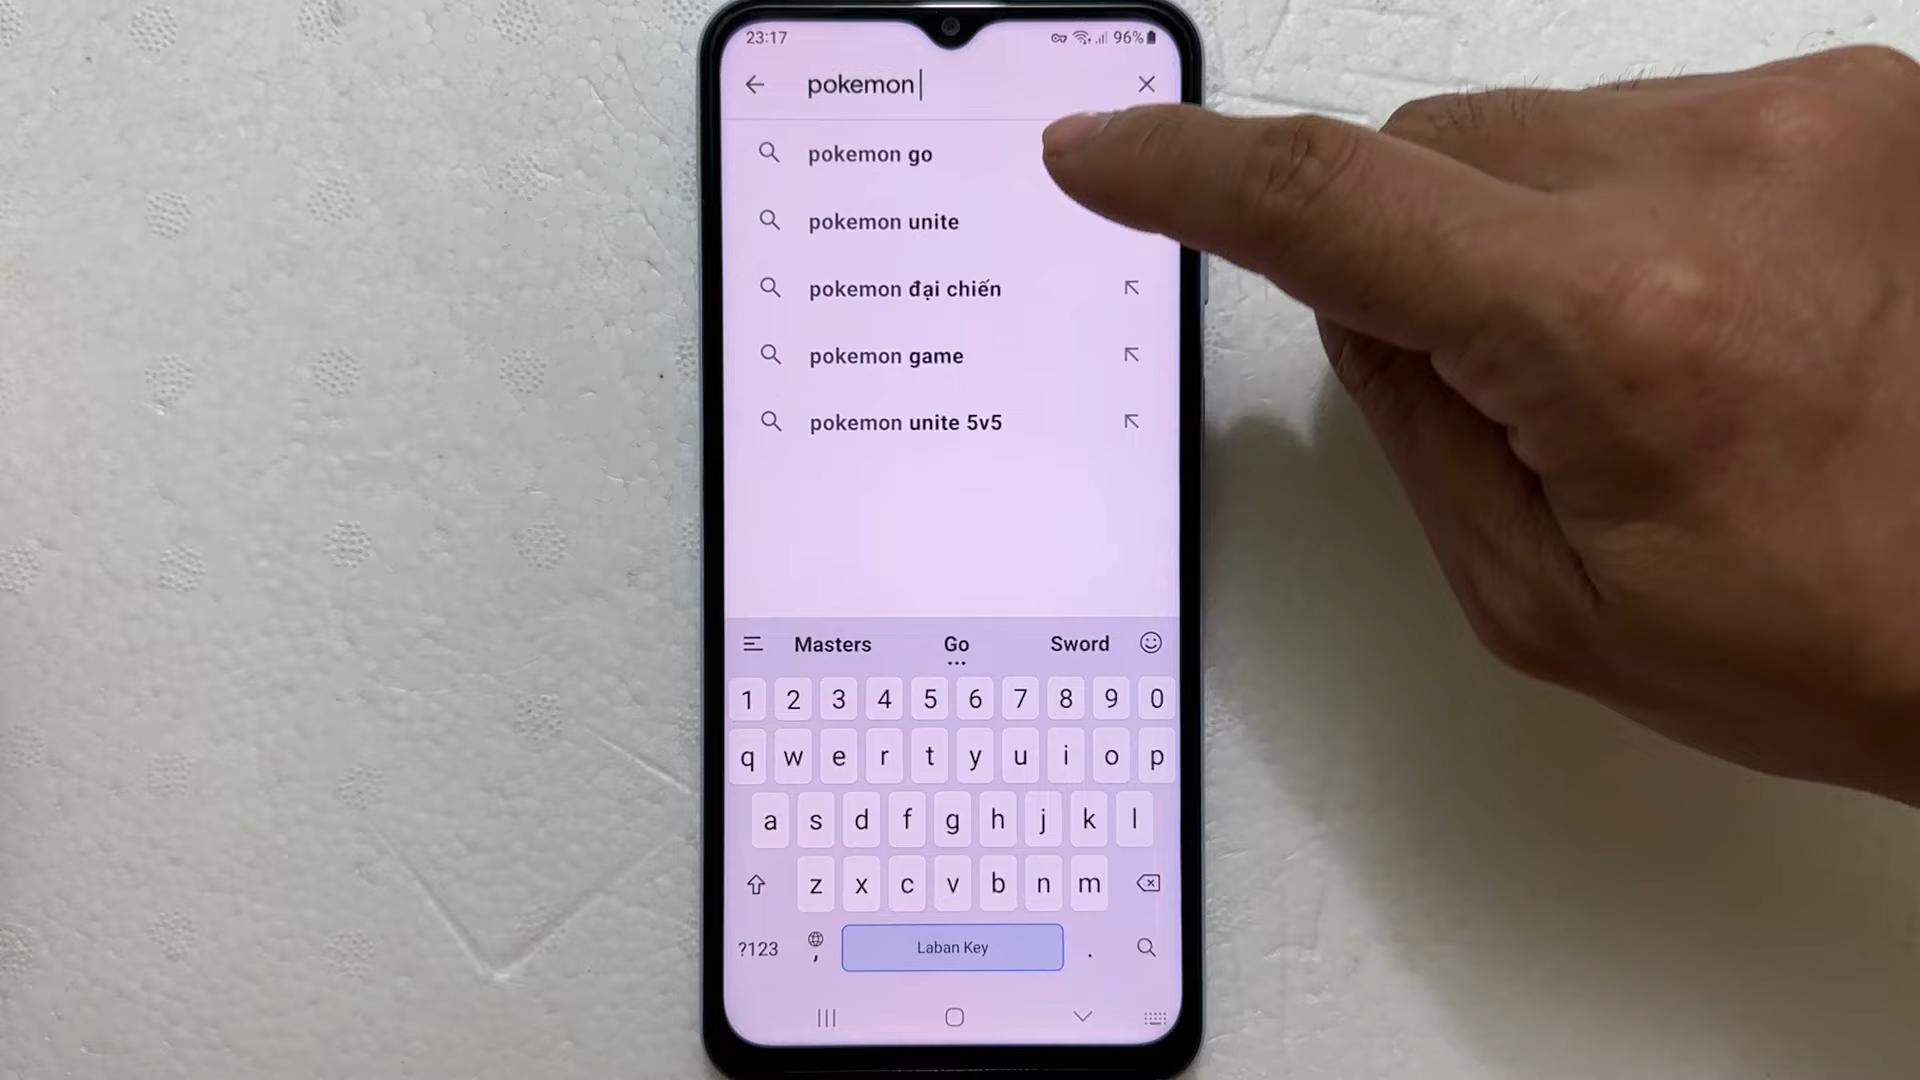 23:17 96%
pokemon
pokemon go
pokemon unite
pokemon đại chiến
pokemon game
pokemon unite 5v5
Masters Go Sword
1 2 3 4 5 6 7 8 9 0
q w e r t y u i o p
a s d f g h j k l
z x c v b n m
?123 , Laban Key .